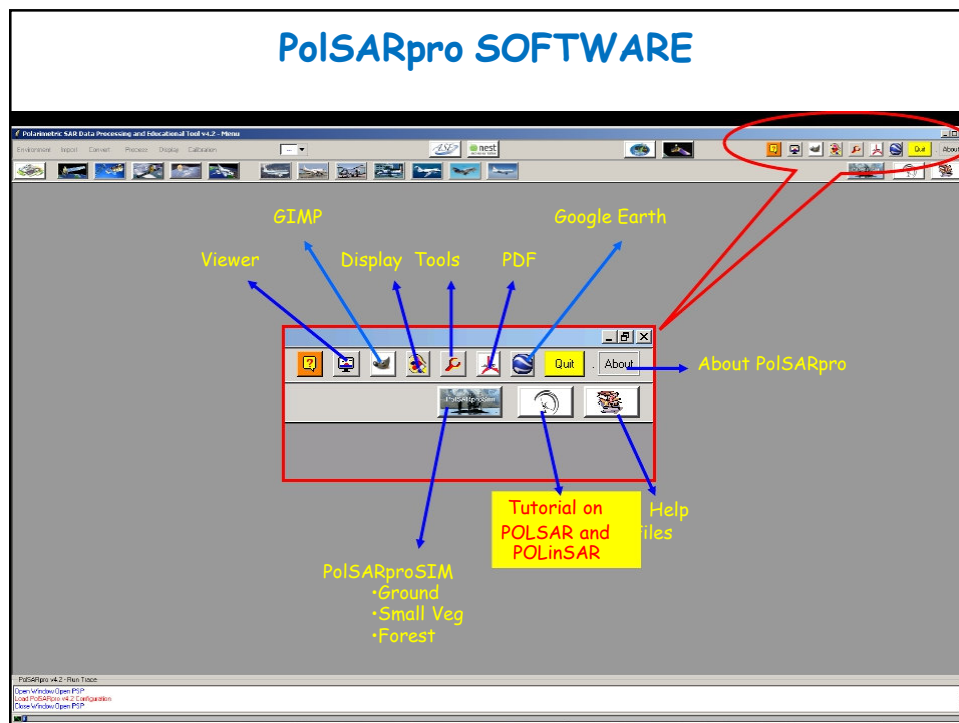 PolSARpro SOFTWARE
Polarimetric SAR Data Processing and Educational Tool v4.2 - Menu
Environment Import Convert Process Display Calibration
nest
Quit About
GIMP Google Earth
Viewer Display Tools PDF
Quit . About
About PolSARpro
Tutorial on
POLSAR and
POLinSAR
Help
Files
PolSARproSIM
•Ground
•Small Veg
•Forest
PolSARpro v4.2 - Run Trace
Open Window Open PSP
Load PolSARpro v4.2 Configuration
Close Window Open PSP